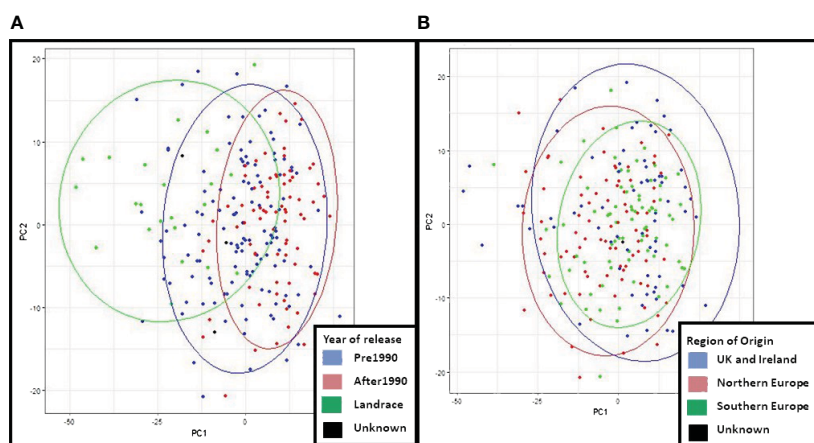 A
B
20
10
0
-10
-20
PC2
-50
-25
0
PC1
Year of release
Pre1990
After1990
Landrace
Unknown
20
10
0
-10
-20
PC2
-50
-25
0
PC1
Region of Origin
UK and Ireland
Northern Europe
Southern Europe
Unknown